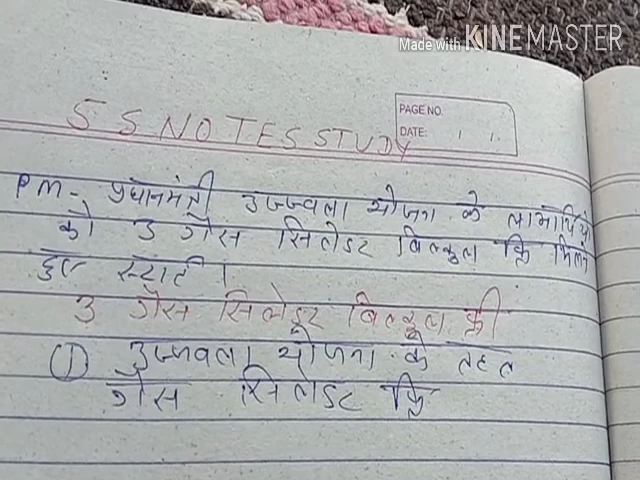 Made with KINEMASTER
PAGE NO.
DATE:
S S NOTES STUDY
PM- प्रधानमंत्री उज्ज्वला योजना के लाभार्थियो
को 3 गैस सिलेडर बिल्कुल फ्रि मिलने
हुए स्टार्ट।
3 गैस सिलेडर बिल्कुल फ्री
① उज्जवला योजना के तहत
गैस सिलेडर फ्रि